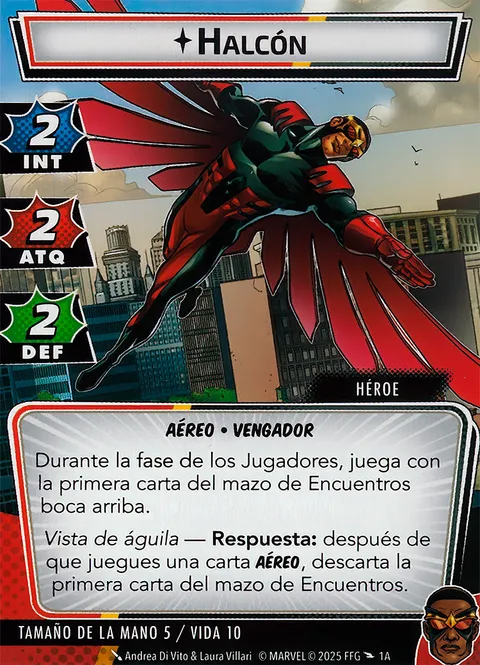 HALCÓN
2
INT
2
ATQ
2
DEF
HÉROE
AÉREO • VENGADOR
Durante la fase de los Jugadores, juega con
la primera carta del mazo de Encuentros
boca arriba.
Vista de águila — Respuesta: después de
que juegues una carta AÉREO, descarta la
primera carta del mazo de Encuentros.
TAMAÑO DE LA MANO 5 / VIDA 10
Andrea Di Vito & Laura Villari © MARVEL © 2025 FFG 1A